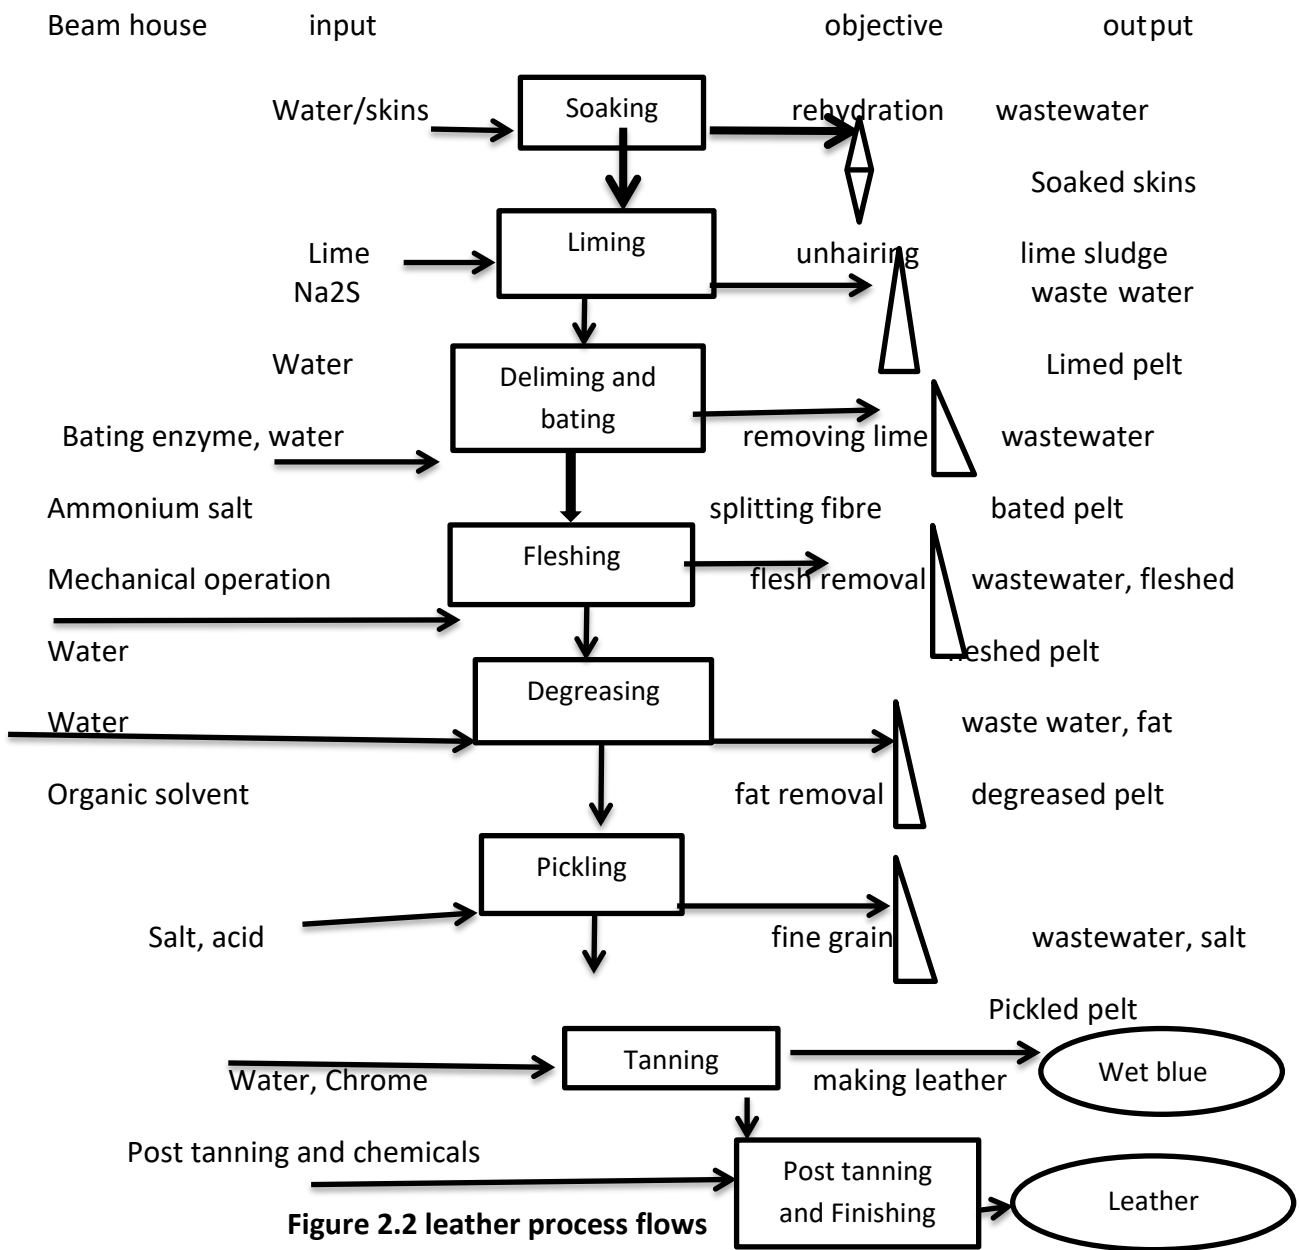 Beam house input objective output
Water/skins Soaking rehydration wastewater
Soaked skins
Liming
Lime unhairing lime sludge
Na2S waste water
Water Limed pelt
Deliming and
bating
Bating enzyme, water removing lime wastewater
Ammonium salt splitting fibre bated pelt
Fleshing
Mechanical operation flesh removal wastewater, fleshed
Water pelt
Degreasing
Water waste water, fat
Organic solvent fat removal degreased pelt
Pickling
Salt, acid fine grain wastewater, salt
Pickled pelt
Tanning Wet blue
Water, Chrome making leather
Post tanning and chemicals
Post tanning
and Finishing
Leather
Figure 2.2 leather process flows